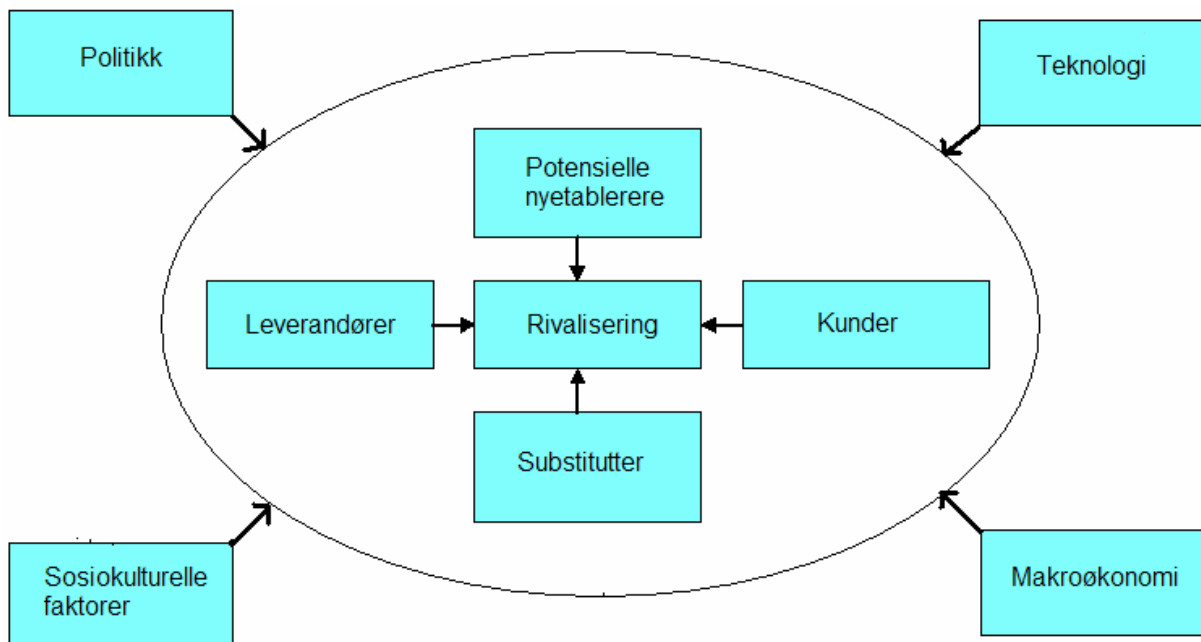 Politikk
Teknologi
Potensielle
nyetablerere
Leverandører
Rivalisering
Kunder
Substitutter
Sosiokulturelle
faktorer
Makroøkonomi